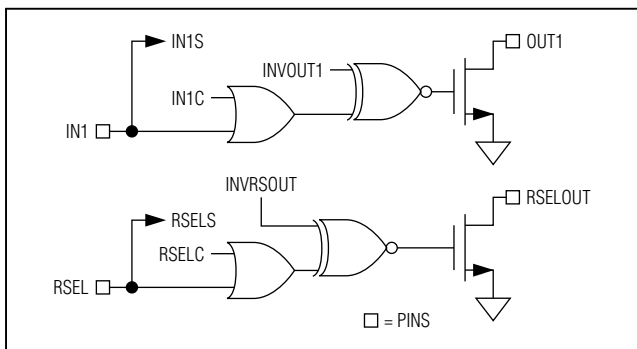 IN1S
OUT1
INVOUT1
IN1C
IN1
INVRSOUT
RSELOUT
RSELS
RSELC
RSEL
= PINS